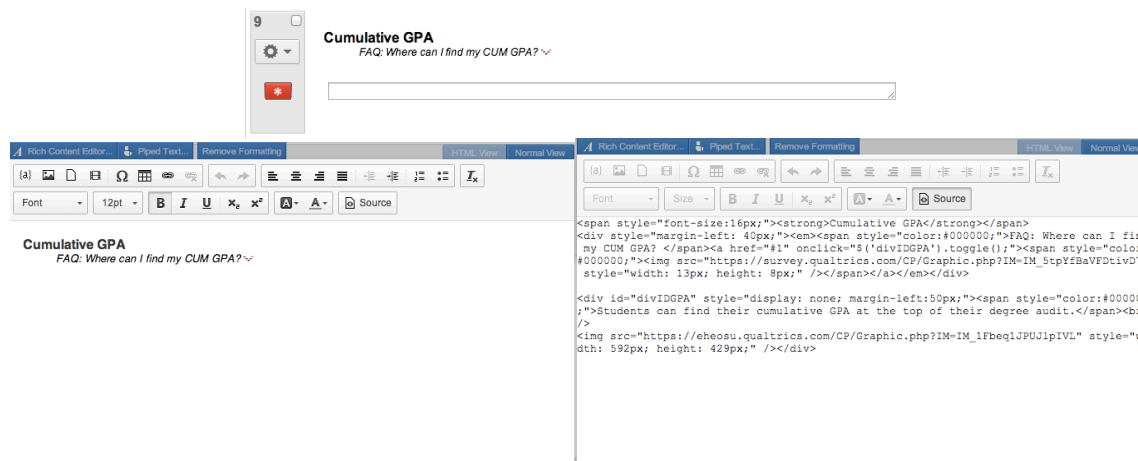 9
Cumulative GPA
FAQ: Where can I find my CUM GPA?
*
Rich Content Editor... Piped Text... Remove Formatting HTML View Normal View
{a} Ω
Font 12pt B I U x₂ x² A A Source
Cumulative GPA
FAQ: Where can I find my CUM GPA?
Rich Content Editor... Piped Text... Remove Formatting HTML View Normal View
{a} Ω
Font Size B I U x₂ x² A A Source
<span style="font-size:16px;"><strong>Cumulative GPA</strong></span>
<div style="margin-left: 40px;"><em><span style="color:#000000;">FAQ: Where can I fi
my CUM GPA? </span><a href="#1" onclick="$('divIDGPA').toggle();"><span style="colo
#000000;"><img src="https://survey.qualtrics.com/CP/Graphic.php?IM=IM_5tpYfBaVFDtivD
style="width: 13px; height: 8px;" /></span></a></em></div>
<div id="divIDGPA" style="display: none; margin-left:50px;"><span style="color:#0000
;">Students can find their cumulative GPA at the top of their degree audit.</span><b
/>
<img src="https://eheosu.qualtrics.com/CP/Graphic.php?IM=IM_1FbeqlJPUJlpIVL" style="
dth: 592px; height: 429px;" /></div>